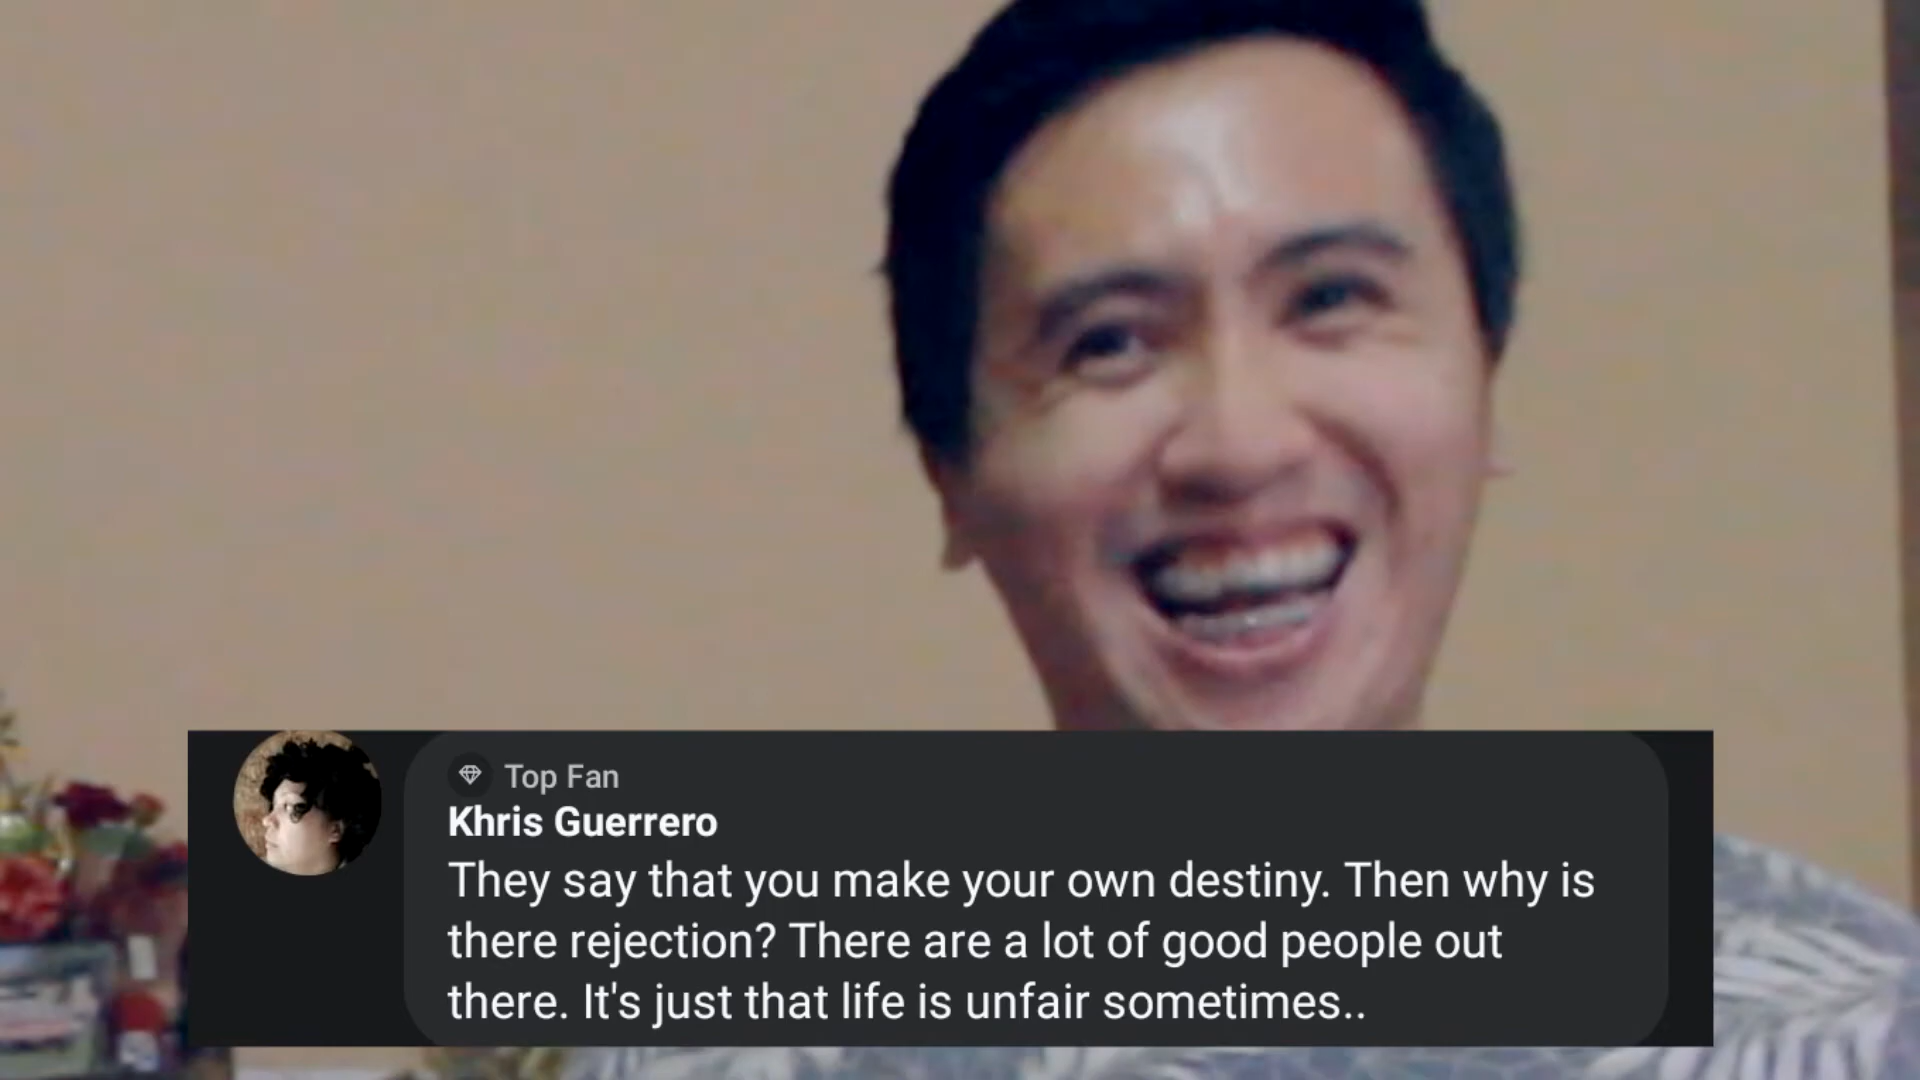 Top Fan
Khris Guerrero
They say that you make your own destiny. Then why is
there rejection? There are a lot of good people out
there. It's just that life is unfair sometimes..